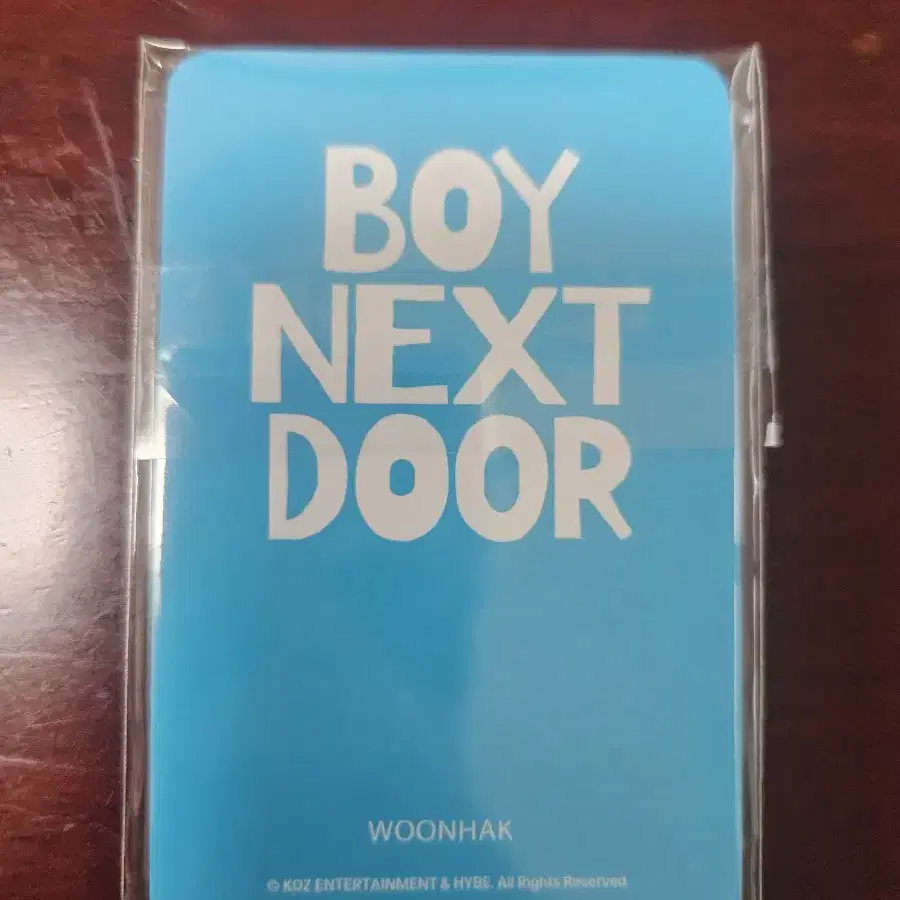 BOY
NEXT
DOOR
WOONHAK
© KOZ ENTERTAINMENT & HYBE. All Rights Reserved